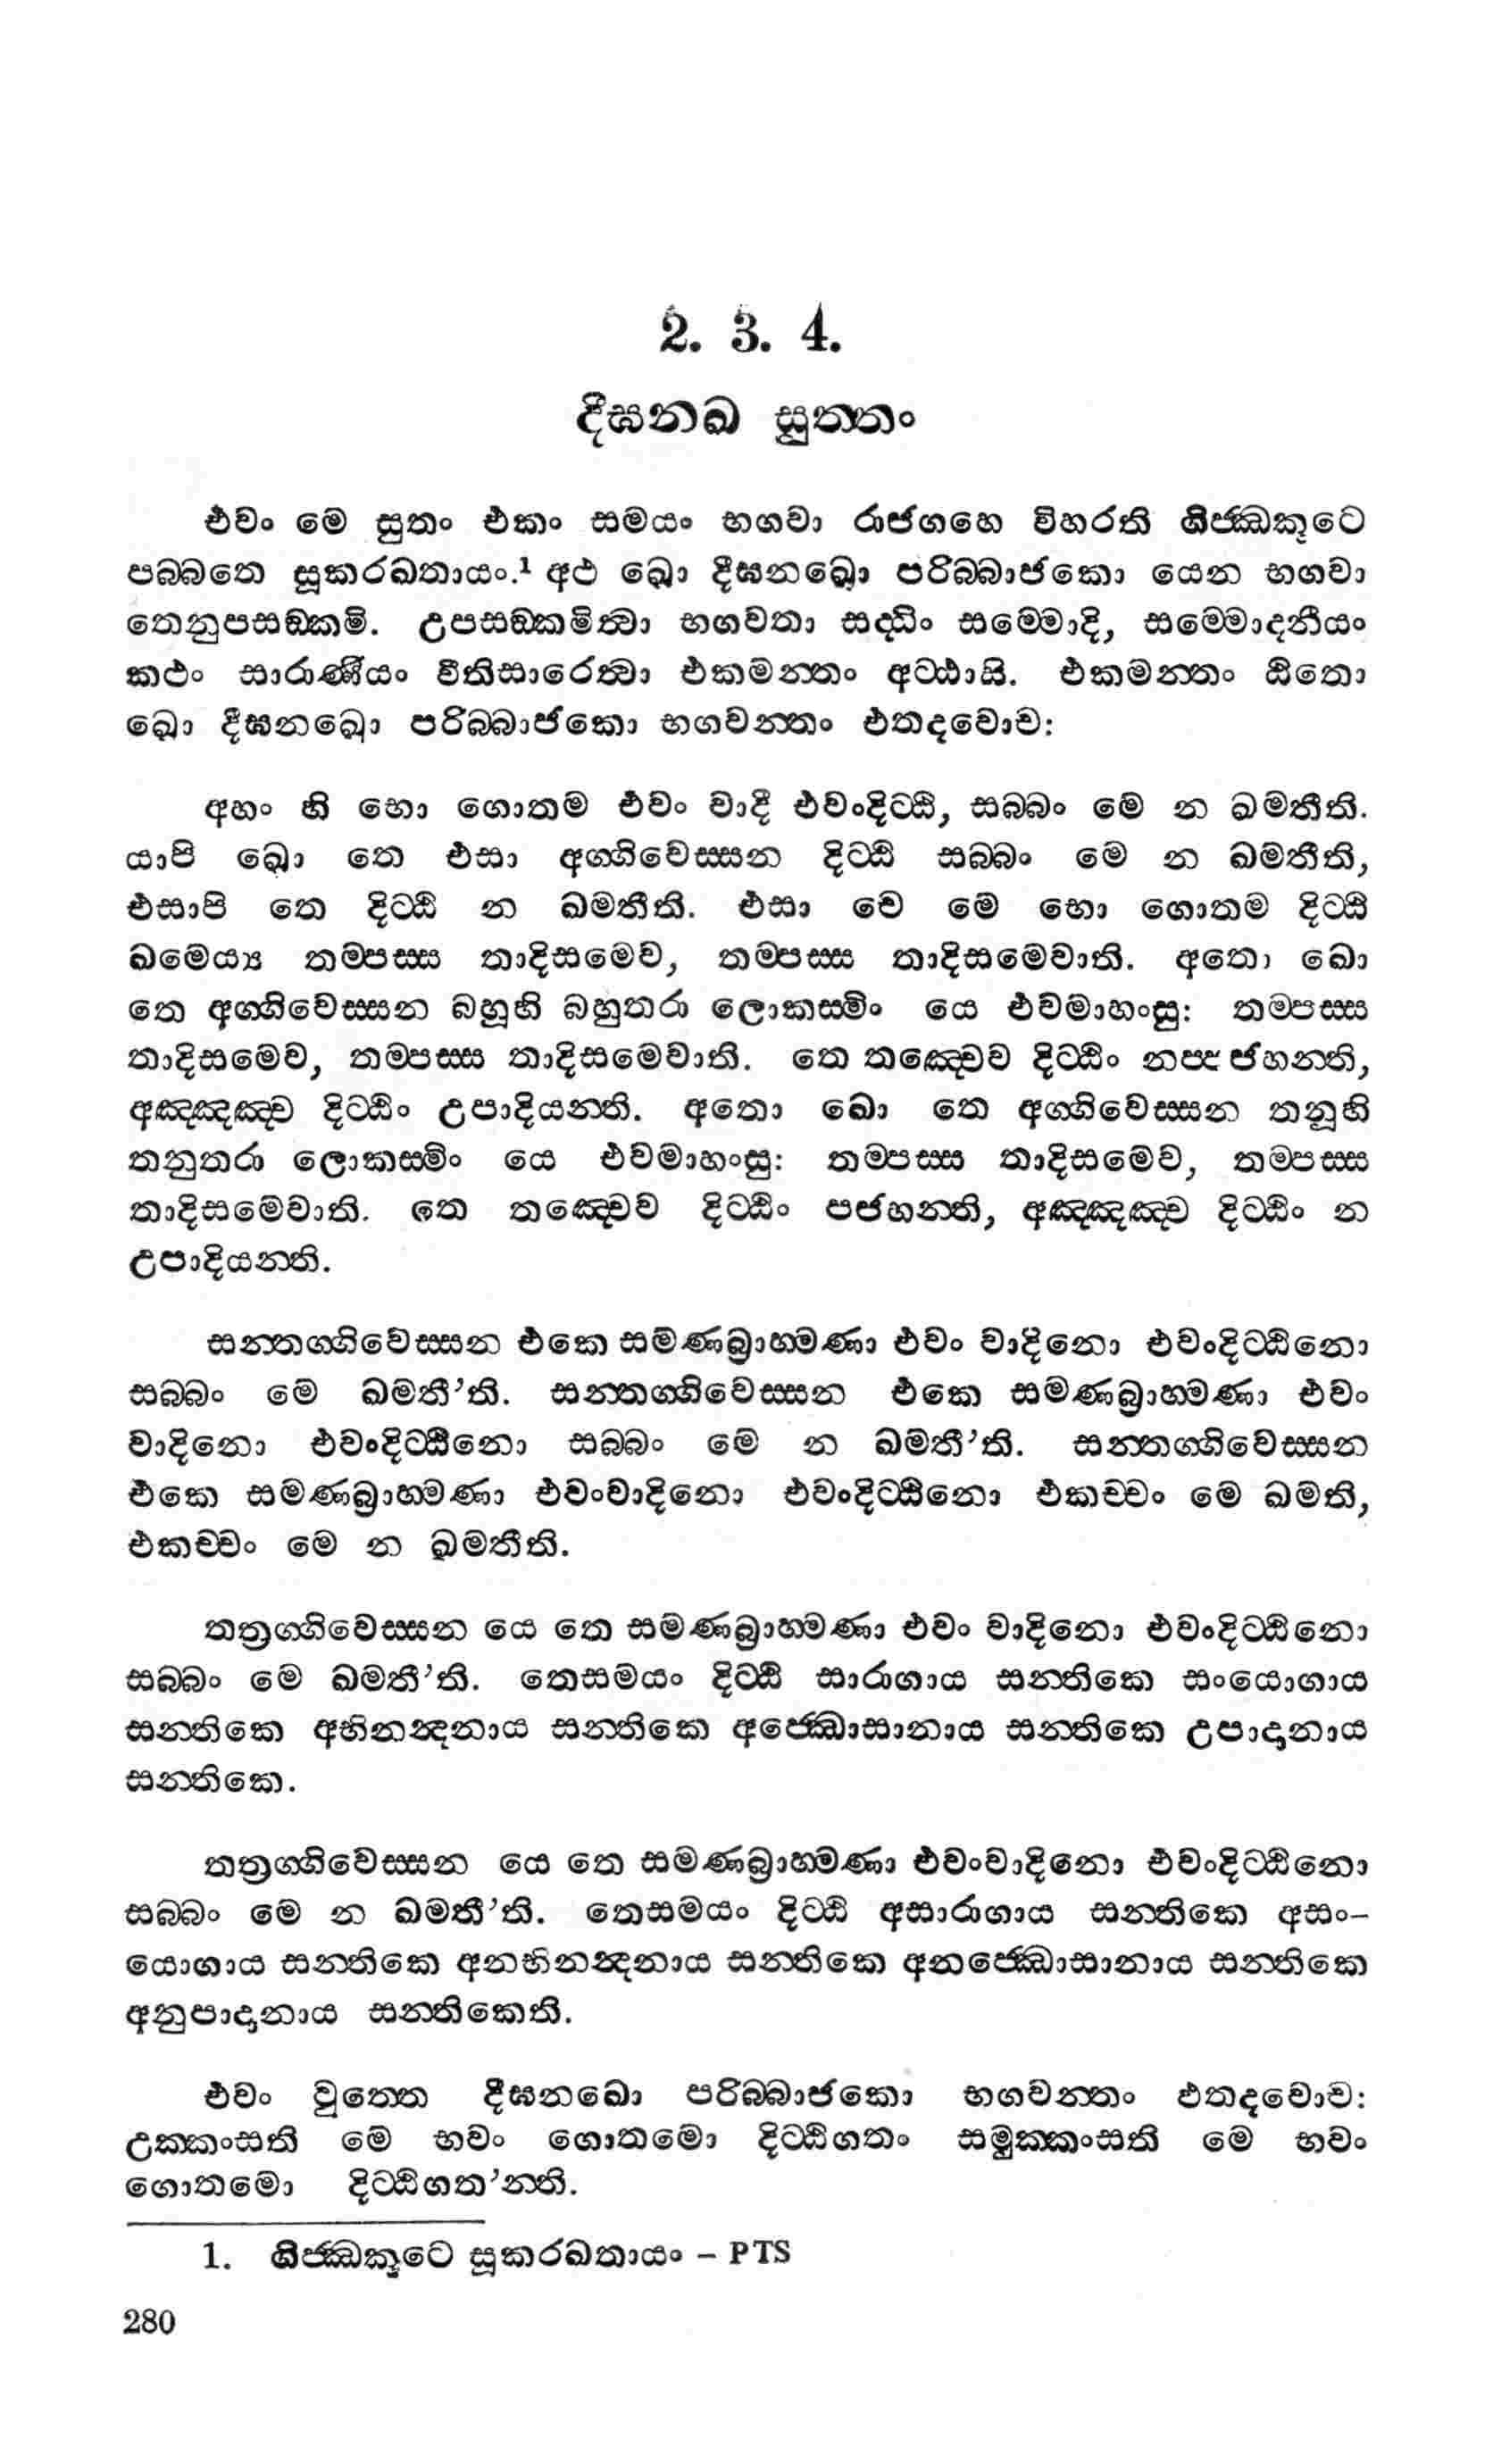 2. 3. 4.
දීඝනඛ සුත්තං
එවං මෙ සුතං එකං සමයං භගවා රාජගහෙ විහරති ගිජ්ඣකූටෙ
පබ්බතෙ සූකරඛතායං.¹ අථ ඛො දීඝනඛො පරිබ්බාජකො යෙන භගවා
තෙනුපසඞ්කමි. උපසඞ්කමිත්වා භගවතා සද්ධිං සම්මොදි, සම්මොදනීයං
කථං සාරාණීයං වීතිසාරෙත්වා එකමන්තං අට්ඨාසි. එකමන්තං ඨිතො
ඛො දීඝනඛො පරිබ්බාජකො භගවන්තං එතදවොච:
අහං හි භො ගොතම එවං වාදී එවංදිට්ඨි, සබ්බං මෙ න ඛමතීති.
යාපි ඛො තෙ එසා අග්ගිවෙස්සන දිට්ඨි සබ්බං මෙ න ඛමතීති,
එසාපි තෙ දිට්ඨි න ඛමතීති. එසා චෙ මෙ භො ගොතම දිට්ඨි
ඛමෙය්‍ය තම්පස්ස තාදිසමෙව, තම්පස්ස තාදිසමෙවාති. අතො ඛො
තෙ අග්ගිවෙස්සන බහූහි බහුතරා ලොකස්මිං යෙ එවමාහංසු: තම්පස්ස
තාදිසමෙව, තම්පස්ස තාදිසමෙවාති. තෙ තඤ්චෙව දිට්ඨිං නප්පජහන්ති,
අඤ්ඤඤ්ච දිට්ඨිං උපාදියන්ති. අතො ඛො තෙ අග්ගිවෙස්සන තනූහි
තනුතරා ලොකස්මිං යෙ එවමාහංසු: තම්පස්ස තාදිසමෙව, තම්පස්ස
තාදිසමෙවාති. තෙ තඤ්චෙව දිට්ඨිං පජහන්ති, අඤ්ඤඤ්ච දිට්ඨිං න
උපාදියන්ති.
සන්තග්ගිවෙස්සන එකෙ සමණබ්‍රාහ්මණා එවං වාදිනො එවංදිට්ඨිනො
සබ්බං මෙ ඛමතී’ති. සන්තග්ගිවෙස්සන එකෙ සමණබ්‍රාහ්මණා එවං
වාදිනො එවංදිට්ඨිනො සබ්බං මෙ න ඛමතී’ති. සන්තග්ගිවෙස්සන
එකෙ සමණබ්‍රාහ්මණා එවංවාදිනො එවංදිට්ඨිනො එකච්චං මෙ ඛමති,
එකච්චං මෙ න ඛමතීති.
තත්‍රග්ගිවෙස්සන යෙ තෙ සමණබ්‍රාහ්මණා එවං වාදිනො එවංදිට්ඨිනො
සබ්බං මෙ ඛමතී’ති. තෙසමයං දිට්ඨි සාරාගාය සන්තිකෙ සංයොගාය
සන්තිකෙ අභිනන්දනාය සන්තිකෙ අජ්ඣොසානාය සන්තිකෙ උපාදානාය
සන්තිකෙ.
තත්‍රග්ගිවෙස්සන යෙ තෙ සමණබ්‍රාහ්මණා එවංවාදිනො එවංදිට්ඨිනො
සබ්බං මෙ න ඛමතී’ති. තෙසමයං දිට්ඨි අසාරාගාය සන්තිකෙ අසං-
යොගාය සන්තිකෙ අනභිනන්දනාය සන්තිකෙ අනජ්ඣොසානාය සන්තිකෙ
අනුපාදානාය සන්තිකෙති.
එවං වුත්තෙ දීඝනඛො පරිබ්බාජකො භගවන්තං එතදවොච:
උක්කංසති මෙ භවං ගොතමො දිට්ඨිගතං සමුක්කංසති මෙ භවං
ගොතමො දිට්ඨිගත’න්ති.
1. ගිජ්ඣකූටෙ සූකරඛතායං – PTS
280